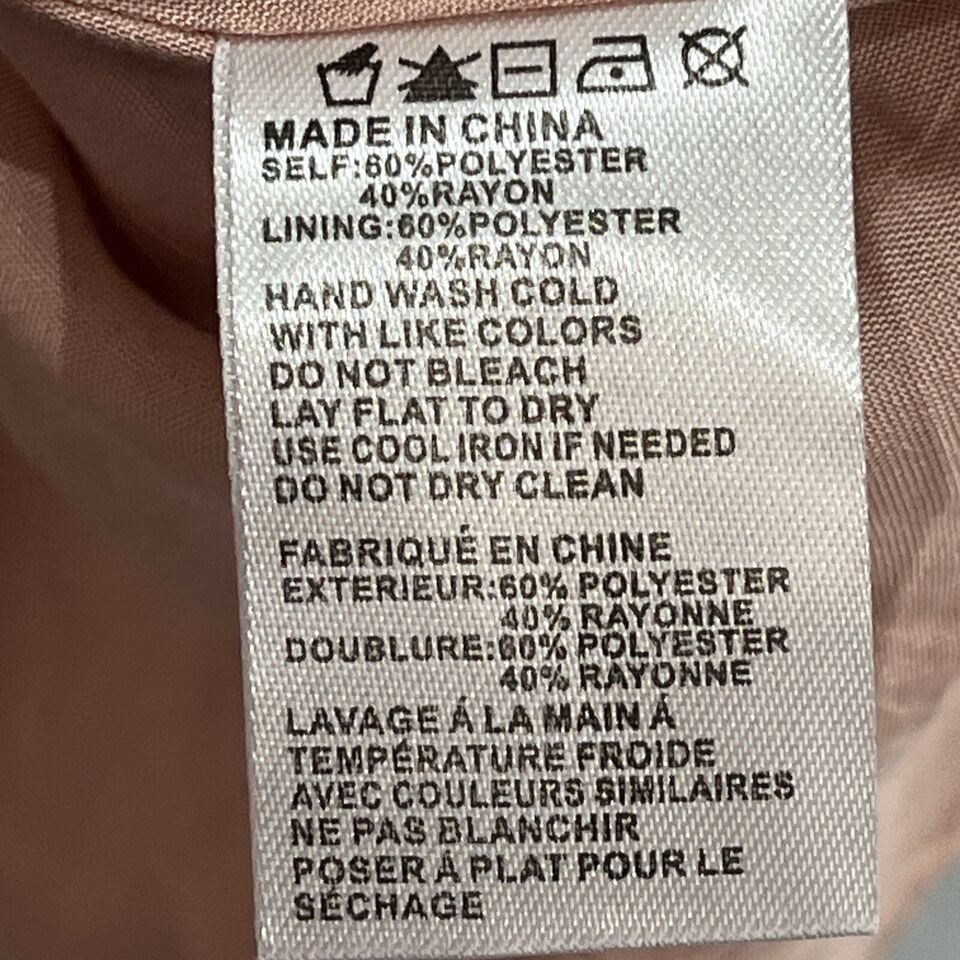 MADE IN CHINA
SELF:60%POLYESTER
40%RAYON
LINING:60%POLYESTER
40%RAYON
HAND WASH COLD
WITH LIKE COLORS
DO NOT BLEACH
LAY FLAT TO DRY
USE COOL IRON IF NEEDED
DO NOT DRY CLEAN
FABRIQUÉ EN CHINE
EXTERIEUR:60% POLYESTER
40% RAYONNE
DOUBLURE:60% POLYESTER
40% RAYONNE
LAVAGE Á LA MAIN Á
TEMPÉRATURE FROIDE
AVEC COULEURS SIMILAIRES
NE PAS BLANCHIR
POSER Á PLAT POUR LE
SÉCHAGE